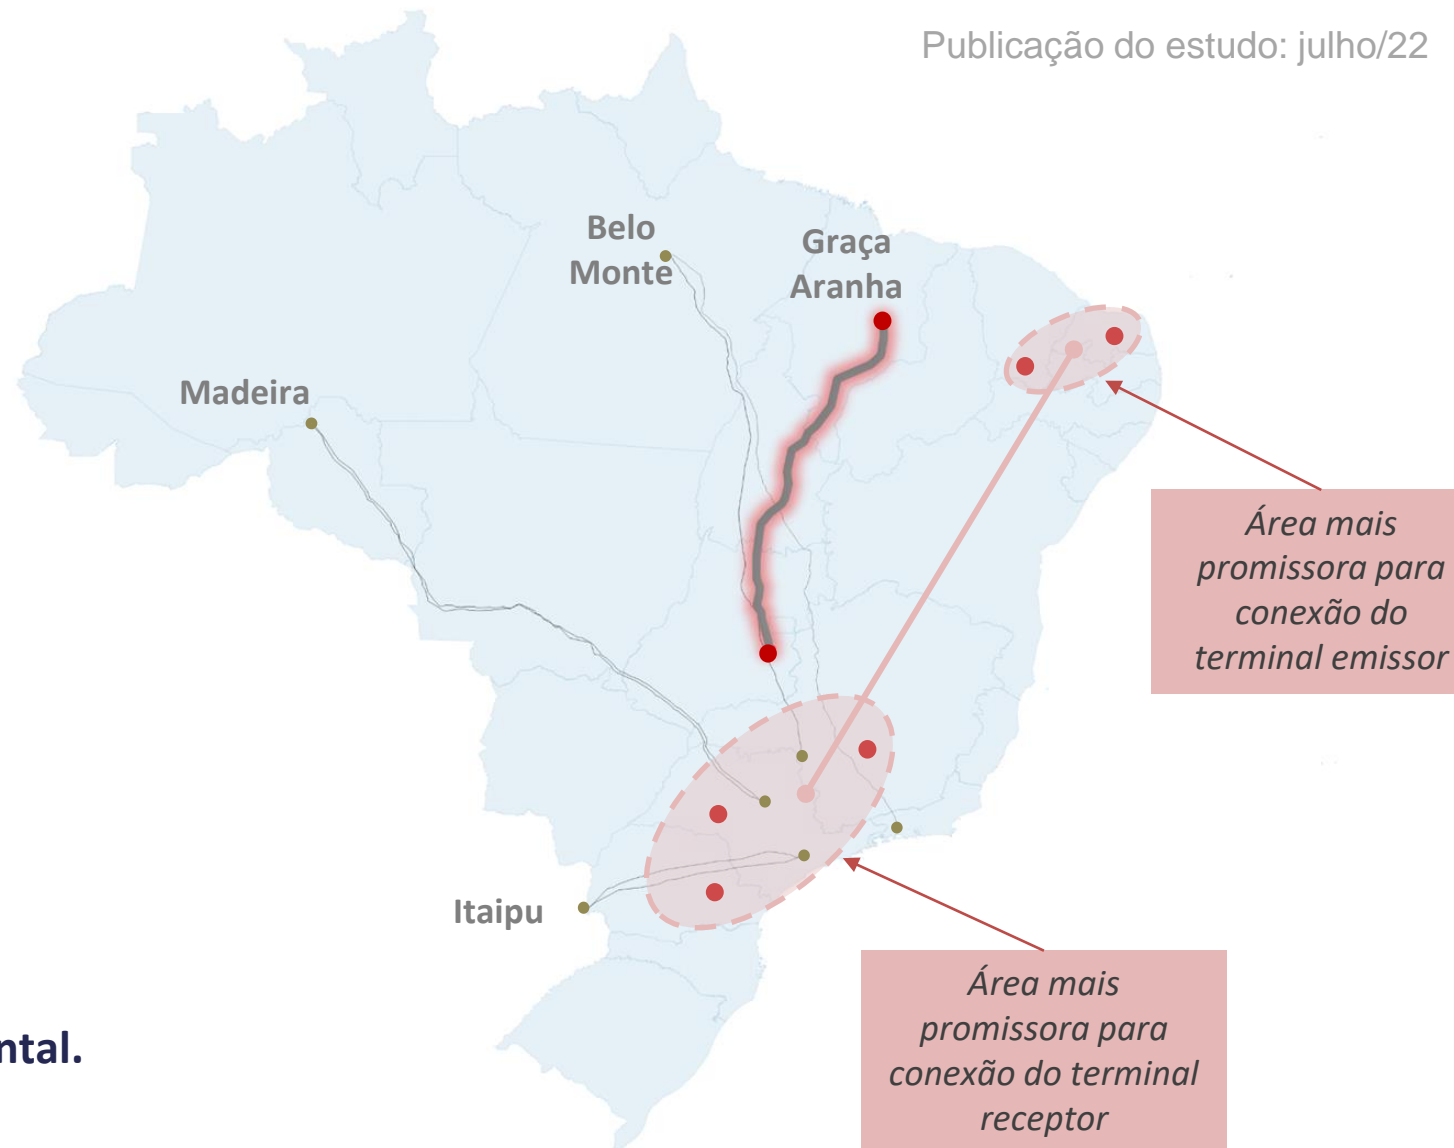 Publicação do estudo: julho/22
Belo
Monte
Graça
Aranha
Madeira
Área mais
promissora para
conexão do
terminal emissor
Itaipu
Área mais
promissora para
conexão do terminal
receptor
ntal.